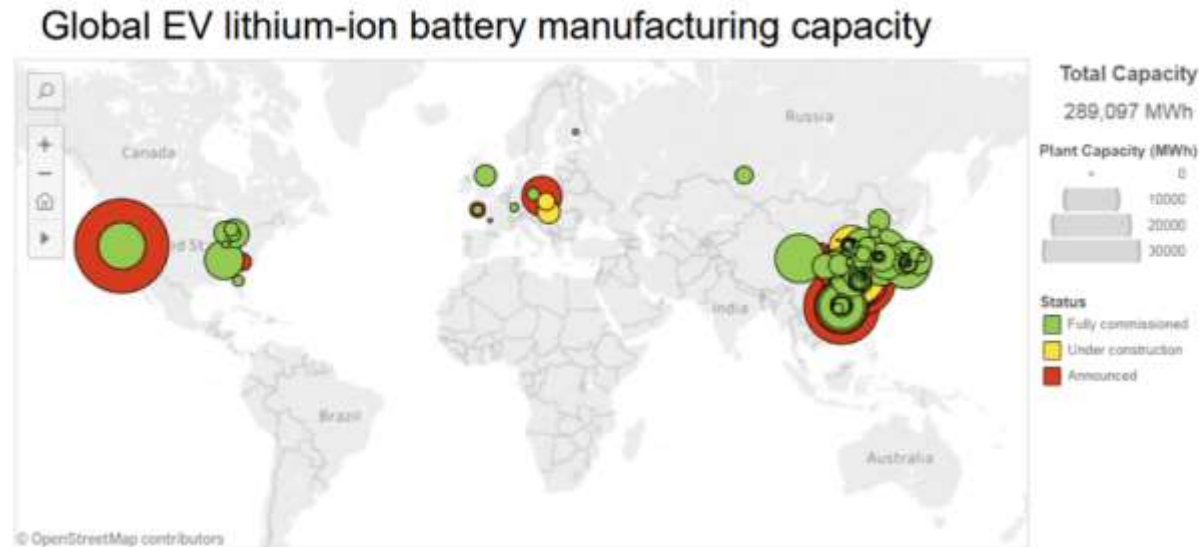 Global EV lithium-ion battery manufacturing capacity
Total Capacity
289,097 MWh
Plant Capacity (MWh)
0
10000
20000
30000
Status
Fully commissioned
Under construction
Announced
Canada
Russia
d St
India
Brazil
Australia
© OpenStreetMap contributors